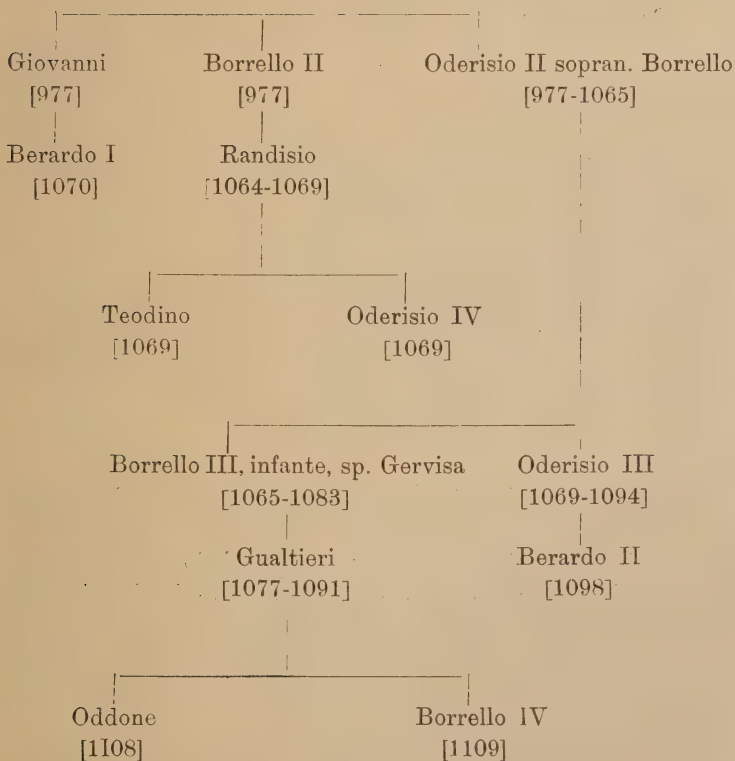 Giovanni Borrello II Oderisio II sopran. Borrello
[977] [977] [977-1065]
Berardo I Randisio
[1070] [1064-1069]
Teodino Oderisio IV
[1069] [1069]
Borrello III, infante, sp. Gervisa Oderisio III
[1065-1083] [1069-1094]
Gualtieri Berardo II
[1077-1091] [1098]
Oddone Borrello IV
[1108] [1109]